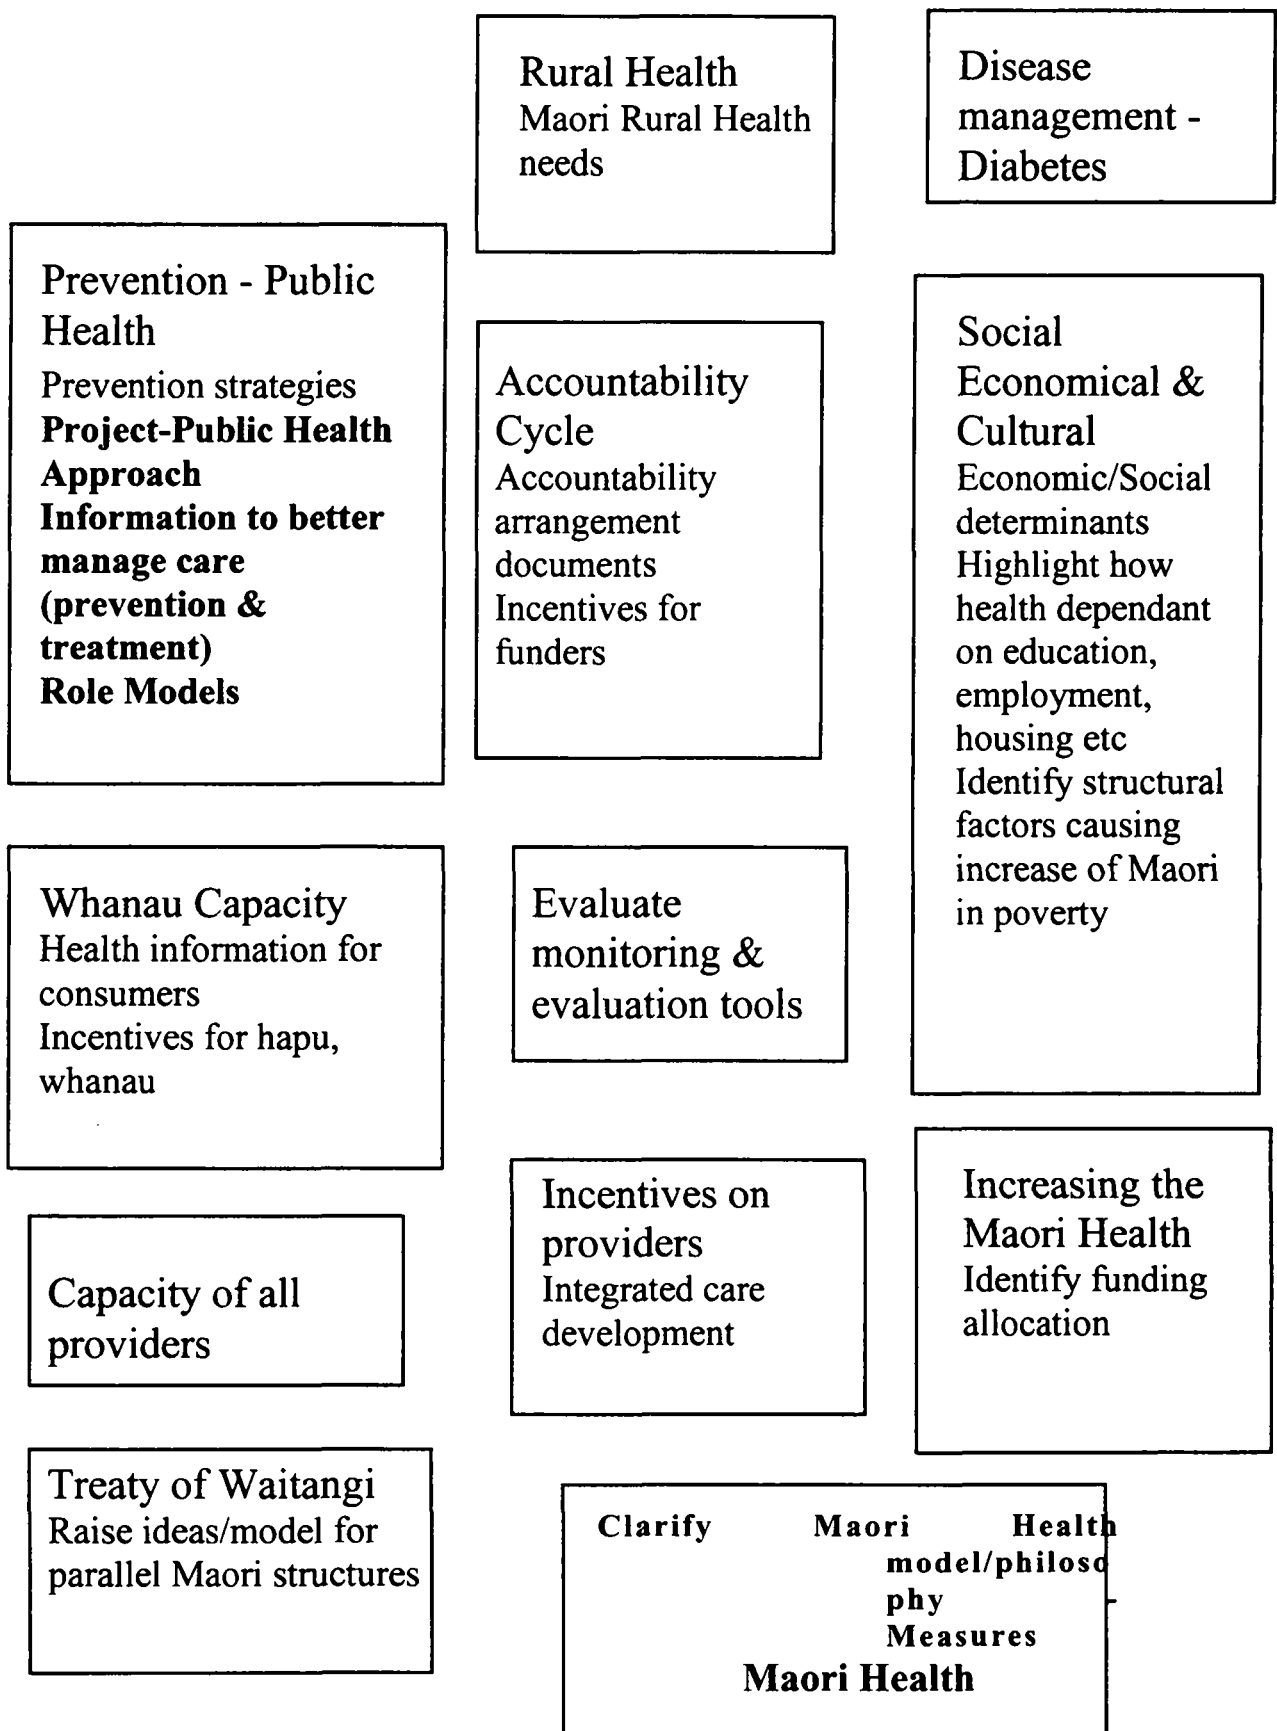 Rural Health
Maori Rural Health
needs
Disease
management -
Diabetes
Prevention - Public
Health
Prevention strategies
Project-Public Health
Approach
Information to better
manage care
(prevention &
treatment)
Role Models
Accountability
Cycle
Accountability
arrangement
documents
Incentives for
funders
Social
Economical &
Cultural
Economic/Social
determinants
Highlight how
health dependant
on education,
employment,
housing etc
Identify structural
factors causing
increase of Maori
in poverty
Whanau Capacity
Health information for
consumers
Incentives for hapu,
whanau
Evaluate
monitoring &
evaluation tools
Capacity of all
providers
Incentives on
providers
Integrated care
development
Increasing the
Maori Health
Identify funding
allocation
Treaty of Waitangi
Raise ideas/model for
parallel Maori structures
Clarify Maori Health
model/philoso
phy -
Measures
Maori Health